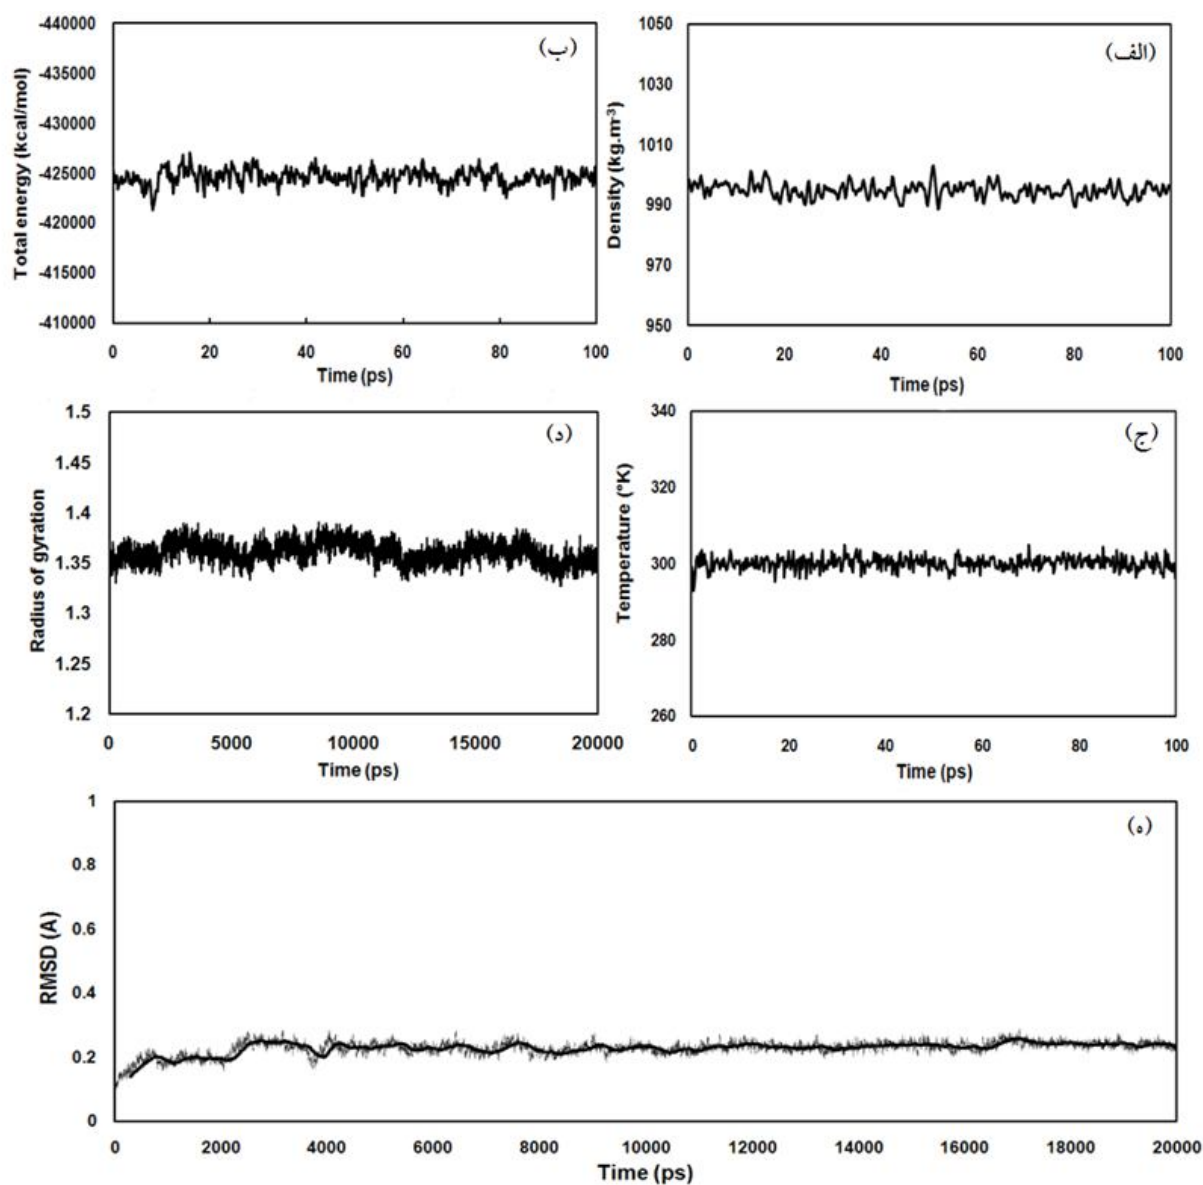 (ب)
Total energy (kcal/mol)
-440000
-435000
-430000
-425000
-420000
-415000
-410000
0 20 40 60 80 100
Time (ps)
(الف)
Density (kg.m-³)
1050
1030
1010
990
970
950
0 20 40 60 80 100
Time (ps)
(د)
Radius of gyration
1.5
1.45
1.4
1.35
1.3
1.25
1.2
0 5000 10000 15000 20000
Time (ps)
(ج)
Temperature (°K)
340
320
300
280
260
0 20 40 60 80 100
Time (ps)
(ه)
RMSD (A)
1
0.8
0.6
0.4
0.2
0
0 2000 4000 6000 8000 10000 12000 14000 16000 18000 20000
Time (ps)